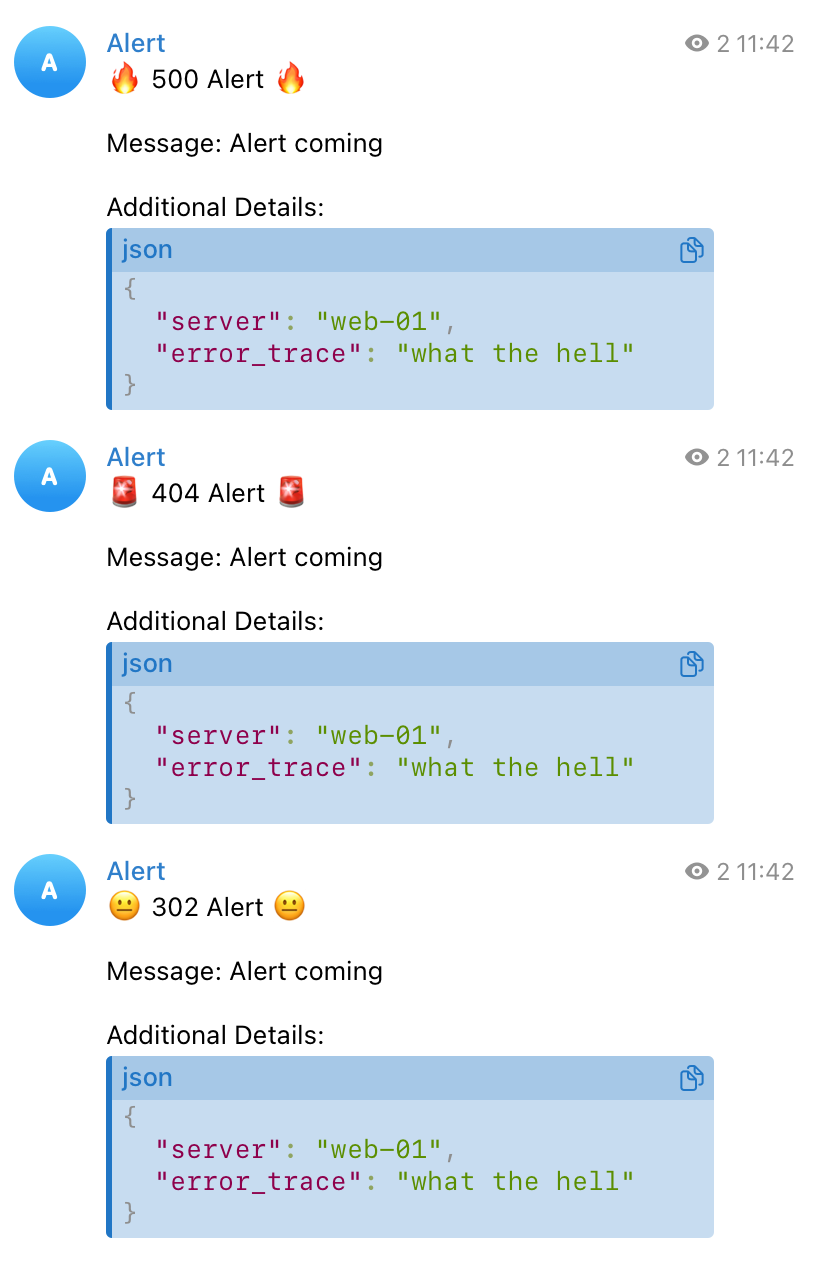 A
Alert
2 11:42
🔥 500 Alert 🔥
Message: Alert coming
Additional Details:
json
{
"server": "web-01",
"error_trace": "what the hell"
}
A
Alert
2 11:42
🚨 404 Alert 🚨
Message: Alert coming
Additional Details:
json
{
"server": "web-01",
"error_trace": "what the hell"
}
A
Alert
2 11:42
😐 302 Alert 😐
Message: Alert coming
Additional Details:
json
{
"server": "web-01",
"error_trace": "what the hell"
}